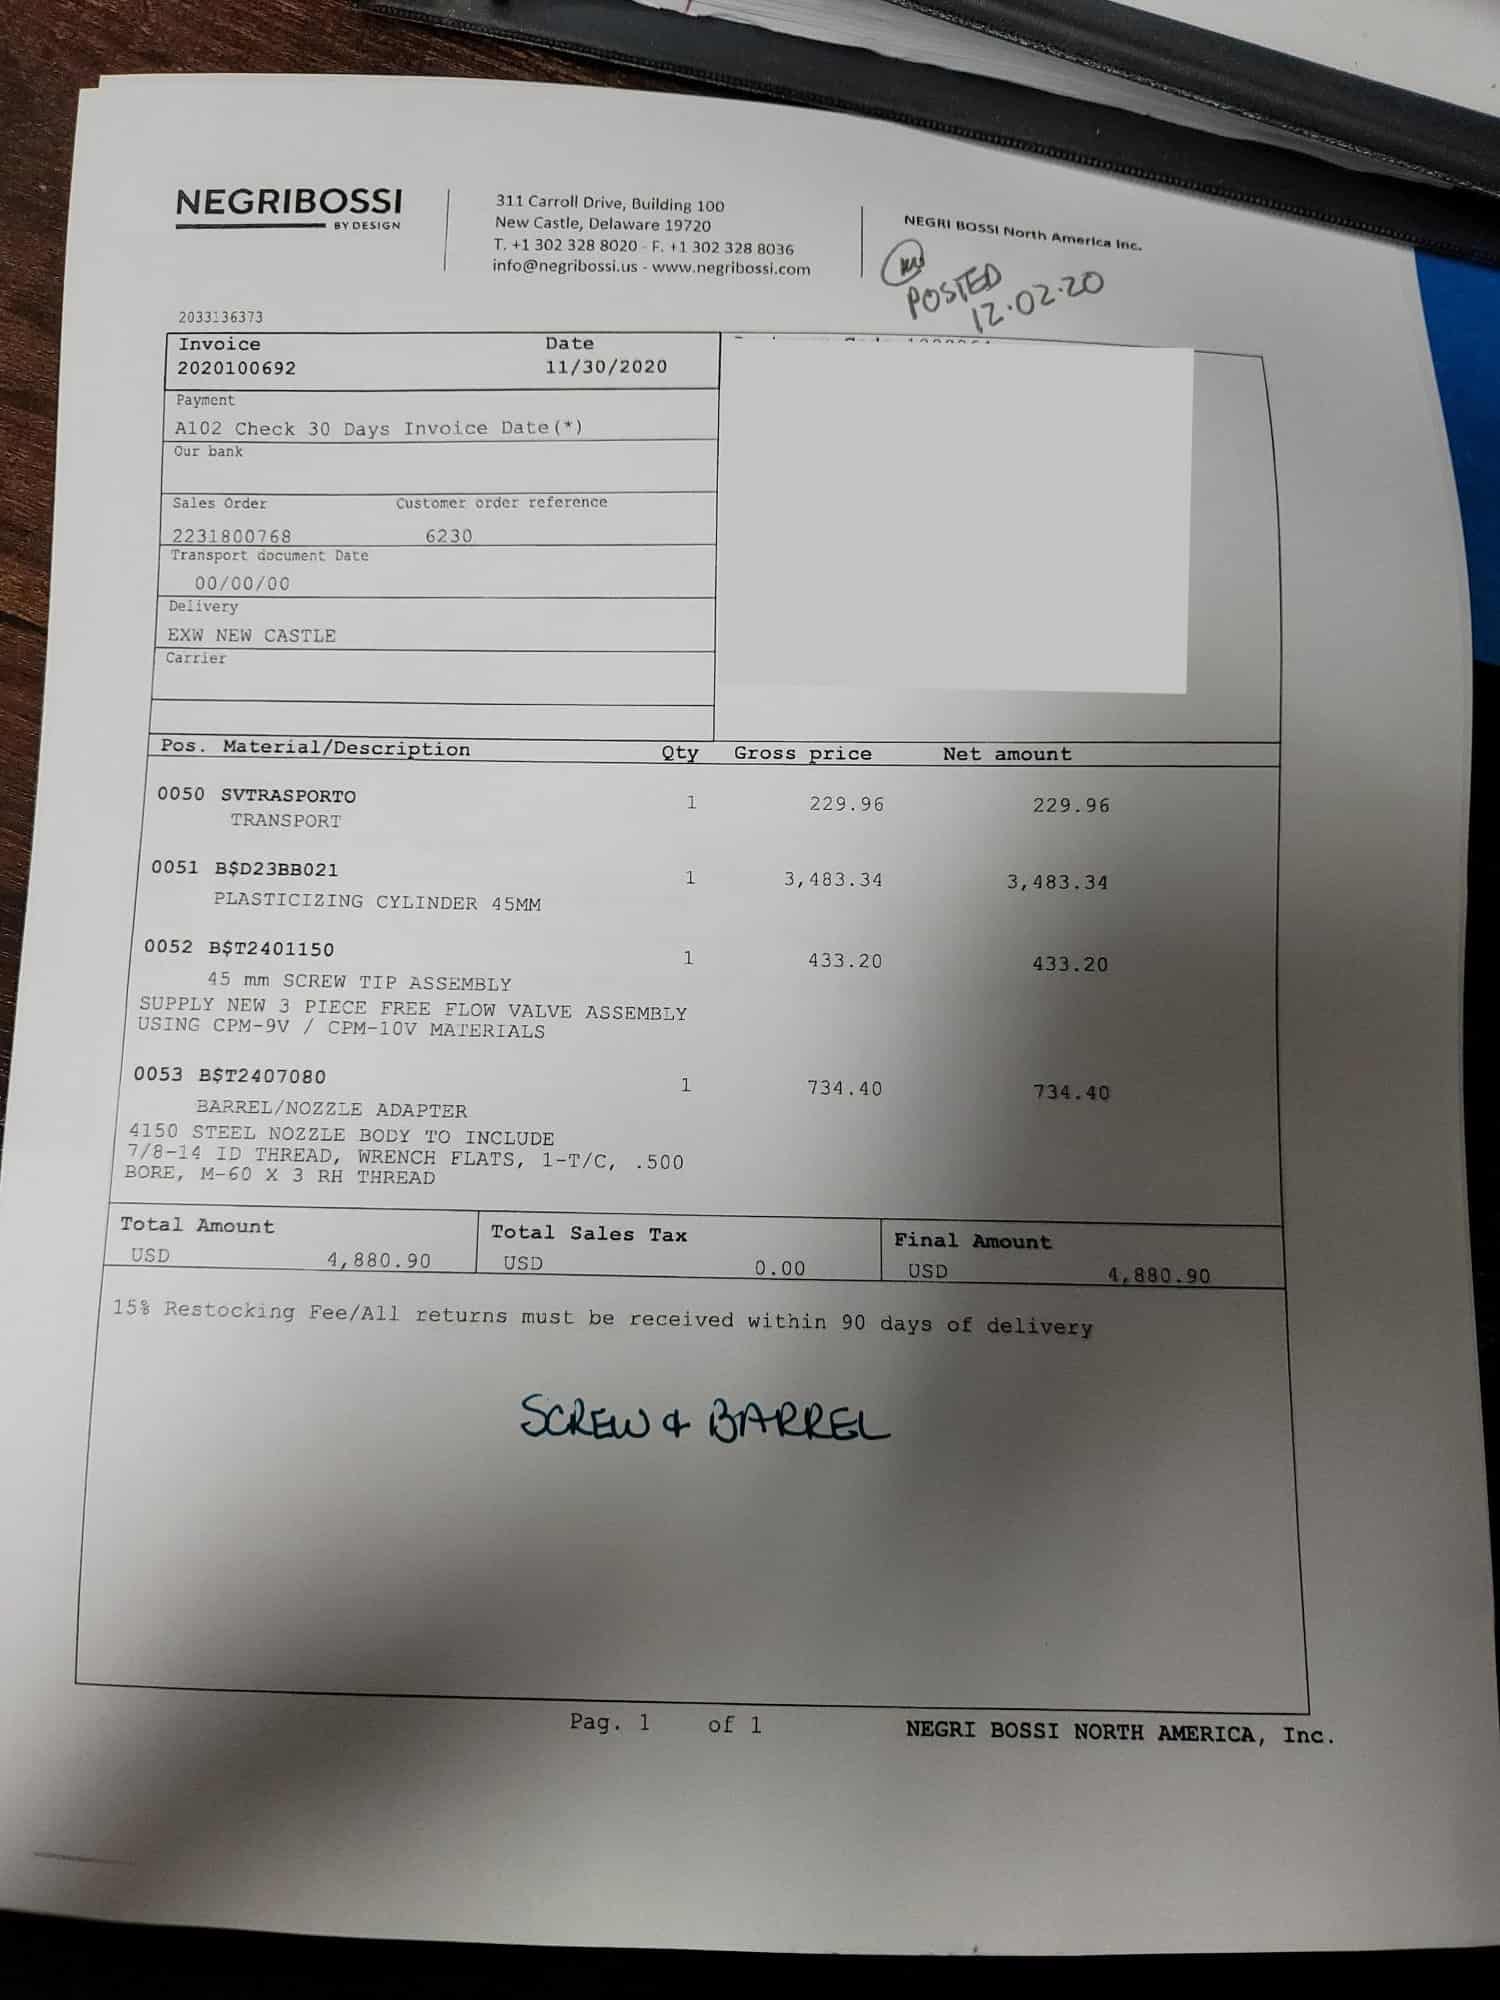 NEGRIBOSSI
BY DESIGN
311 Carroll Drive, Building 100
New Castle, Delaware 19720
T. +1 302 328 8020 - F. +1 302 328 8036
info@negribossi.us - www.negribossi.com
NEGRI BOSSI North America Inc.
POSTED
12.02.20
2033136373
Invoice Date
2020100692 11/30/2020
Payment
A102 Check 30 Days Invoice Date(*)
Our bank
Sales Order Customer order reference
2231800768 6230
Transport document Date
00/00/00
Delivery
EXW NEW CASTLE
Carrier
Pos. Material/Description Qty Gross price Net amount
0050 SVTRASPORTO 1 229.96 229.96
TRANSPORT
0051 B$D23BB021 1 3,483.34 3,483.34
PLASTICIZING CYLINDER 45MM
0052 B$T2401150 1 433.20 433.20
45 mm SCREW TIP ASSEMBLY
SUPPLY NEW 3 PIECE FREE FLOW VALVE ASSEMBLY
USING CPM-9V / CPM-10V MATERIALS
0053 B$T2407080 1 734.40 734.40
BARREL/NOZZLE ADAPTER
4150 STEEL NOZZLE BODY TO INCLUDE
7/8-14 ID THREAD, WRENCH FLATS, 1-T/C, .500
BORE, M-60 X 3 RH THREAD
Total Amount Total Sales Tax Final Amount
USD 4,880.90 USD 0.00 USD 4,880.90
15% Restocking Fee/All returns must be received within 90 days of delivery
SCREW & BARREL
Pag. 1 of 1 NEGRI BOSSI NORTH AMERICA, Inc.